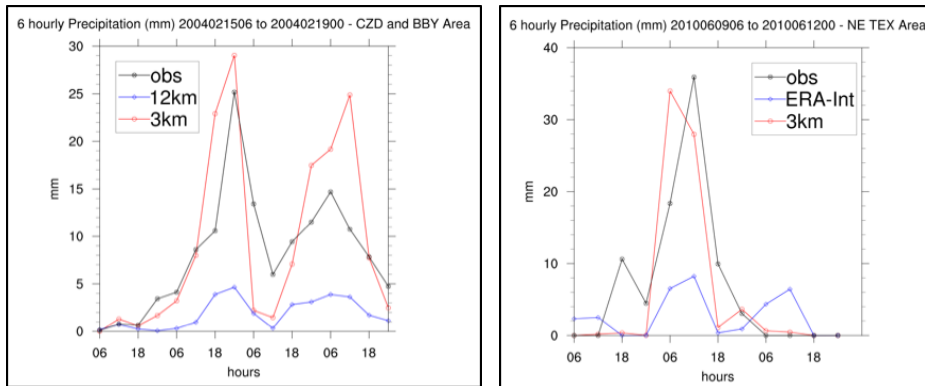 6 hourly Precipitation (mm) 2004021506 to 2004021900 - CZD and BBY Area
30
25
20
15
10
5
0
mm
obs
12km
3km
06 18 06 18 06 18 06 18
hours
6 hourly Precipitation (mm) 2010060906 to 2010061200 - NE TEX Area
40
30
20
10
0
mm
obs
ERA-Int
3km
06 18 06 18 06 18
hours